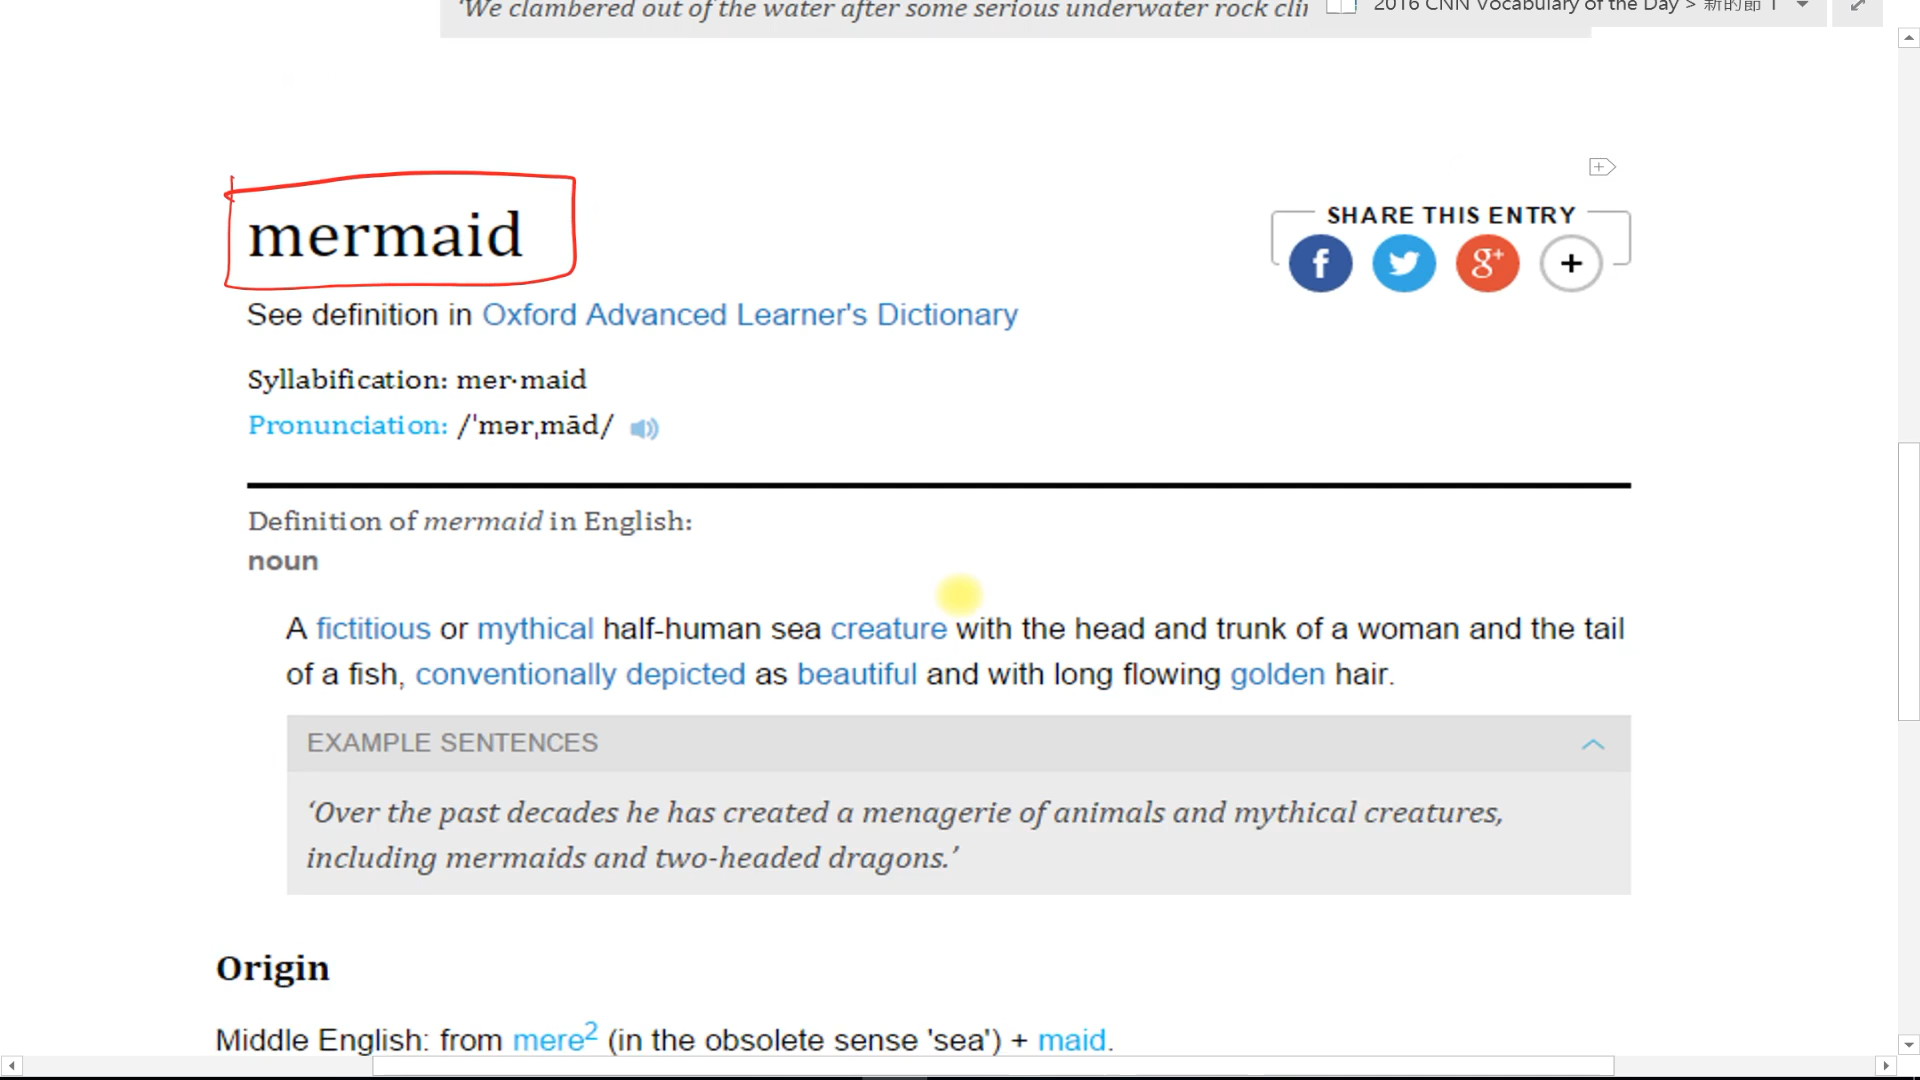 'We clambered out of the water after some serious underwater rock
2016 CNN Vocabulary of the Day > 新的節 1
mermaid
SHARE THIS ENTRY
f g+ +
See definition in Oxford Advanced Learner's Dictionary
Syllabification: mer·maid
Pronunciation: /ˈmərˌmād/
Definition of mermaid in English:
noun
A fictitious or mythical half-human sea creature with the head and trunk of a woman and the tail
of a fish, conventionally depicted as beautiful and with long flowing golden hair.
EXAMPLE SENTENCES
‘Over the past decades he has created a menagerie of animals and mythical creatures,
including mermaids and two-headed dragons.’
Origin
Middle English: from mere2 (in the obsolete sense 'sea') + maid.